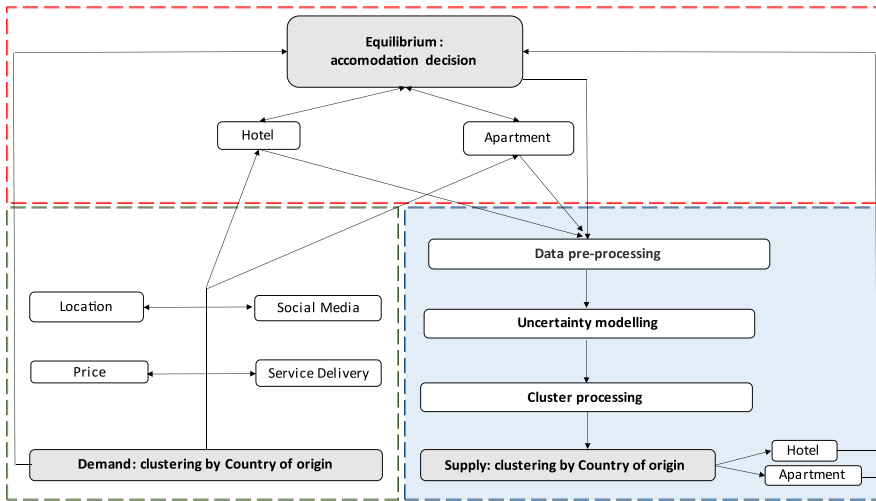 Equilibrium :
accomodation decision
Hotel
Apartment
Data pre-processing
Location
Social Media
Uncertainty modelling
Price
Service Delivery
Cluster processing
Demand: clustering by Country of origin
Supply: clustering by Country of origin
Hotel
Apartment